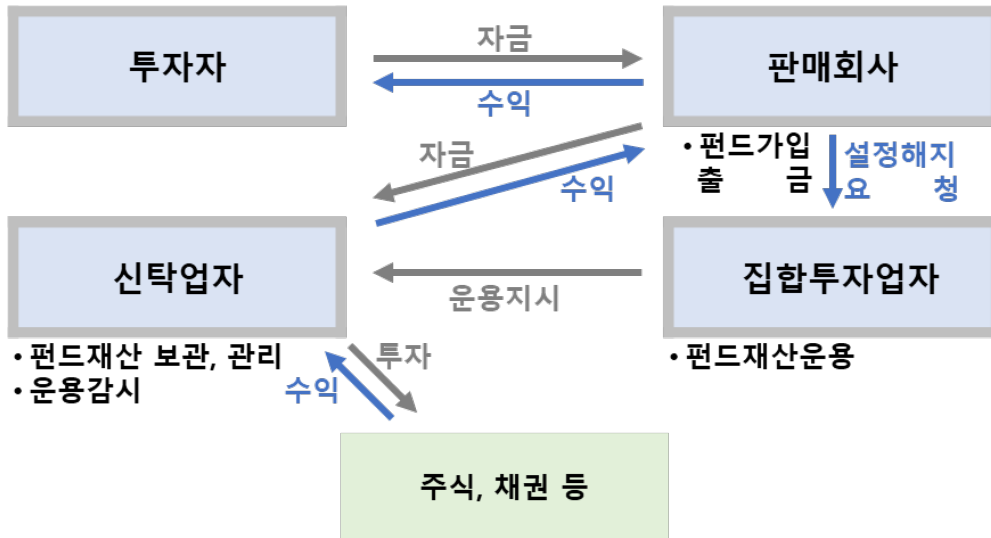 투자자
자금
수익
판매회사
자금
수익
• 펀드가입
출 금
설정해지
요 청
신탁업자
운용지시
집합투자업자
• 펀드재산 보관, 관리
• 운용감시
투자
수익
• 펀드재산운용
주식, 채권 등